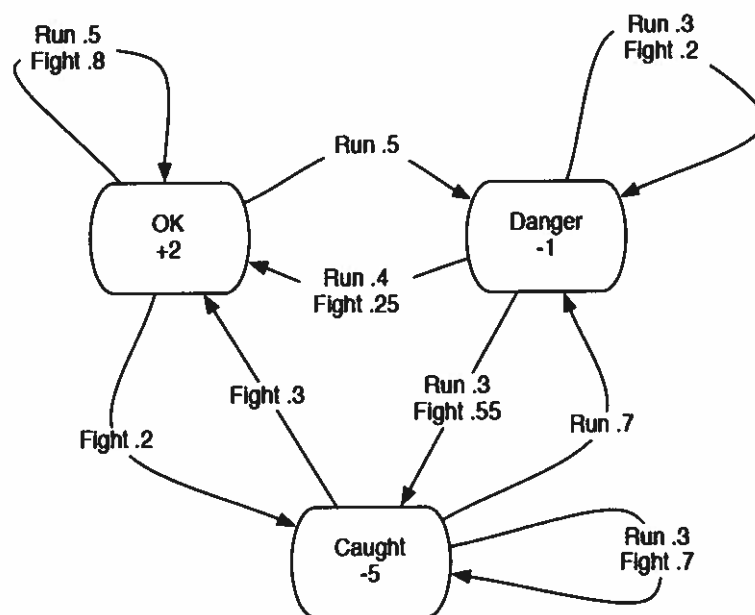 Run .5
Fight .8
Run .3
Fight .2
Run .5
OK
+2
Danger
-1
Run .4
Fight .25
Fight .3
Run .3
Fight .55
Fight .2
Run .7
Caught
-5
Run .3
Fight .7